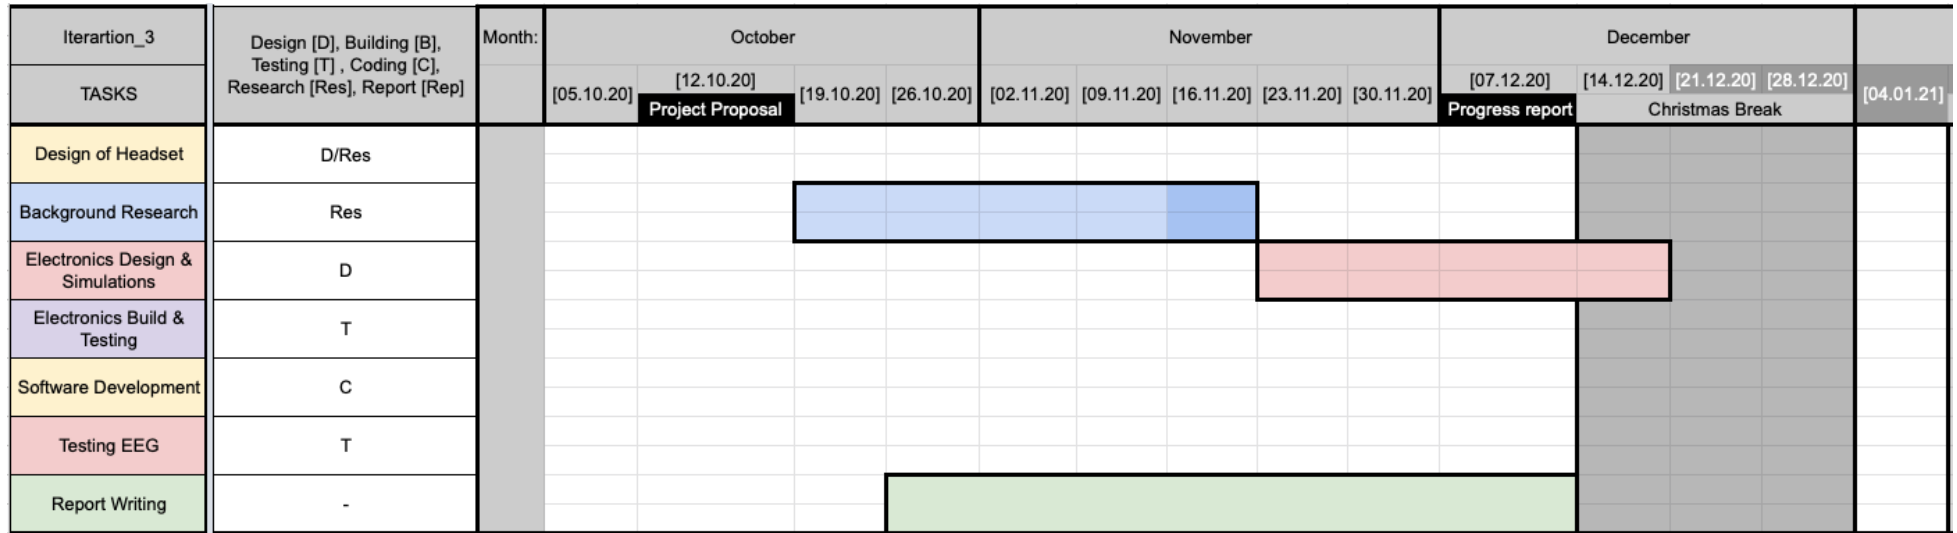 Iterartion_3
Design [D], Building [B],
Testing [T] , Coding [C],
Research [Res], Report [Rep]
Month:
October
November
December
TASKS
[05.10.20]
[12.10.20]
Project Proposal
[19.10.20]
[26.10.20]
[02.11.20]
[09.11.20]
[16.11.20]
[23.11.20]
[30.11.20]
[07.12.20]
Progress report
[14.12.20]
[21.12.20]
[28.12.20]
Christmas Break
[04.01.21]
Design of Headset
D/Res
Background Research
Res
Electronics Design &
Simulations
D
Electronics Build &
Testing
T
Software Development
C
Testing EEG
T
Report Writing
-